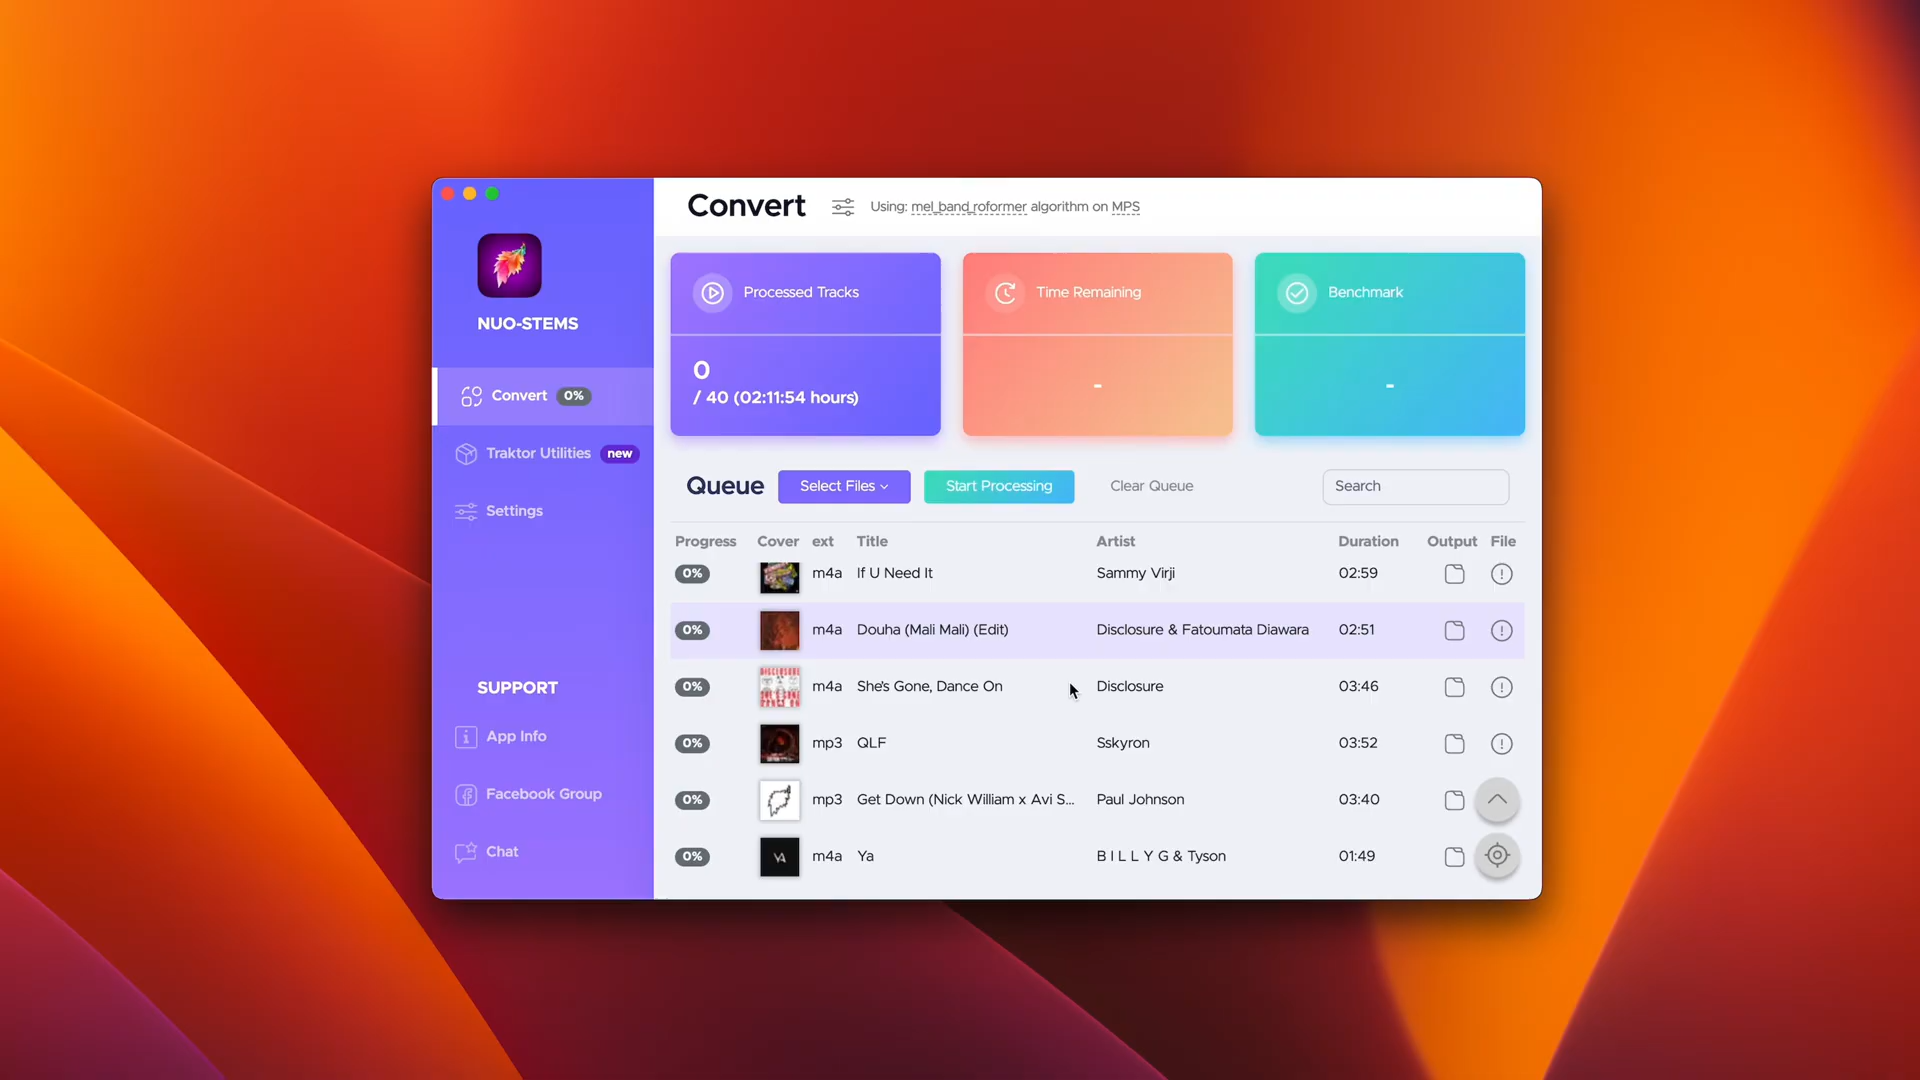 Convert
Using: mel_band_roformer algorithm on MPS
NUO-STEMS
Convert 0%
Traktor Utilities new
Settings
SUPPORT
App Info
Facebook Group
Chat
Processed Tracks
0
/ 40 (02:11:54 hours)
Time Remaining
-
Benchmark
-
Queue Select Files Start Processing Clear Queue Search
Progress Cover ext Title Artist Duration Output File
0% m4a If U Need It Sammy Virji 02:59
0% m4a Douha (Mali Mali) (Edit) Disclosure & Fatoumata Diawara 02:51
0% m4a She's Gone, Dance On Disclosure 03:46
0% mp3 QLF Sskyron 03:52
0% mp3 Get Down (Nick William x Avi S... Paul Johnson 03:40
0% m4a Ya B I L L Y G & Tyson 01:49